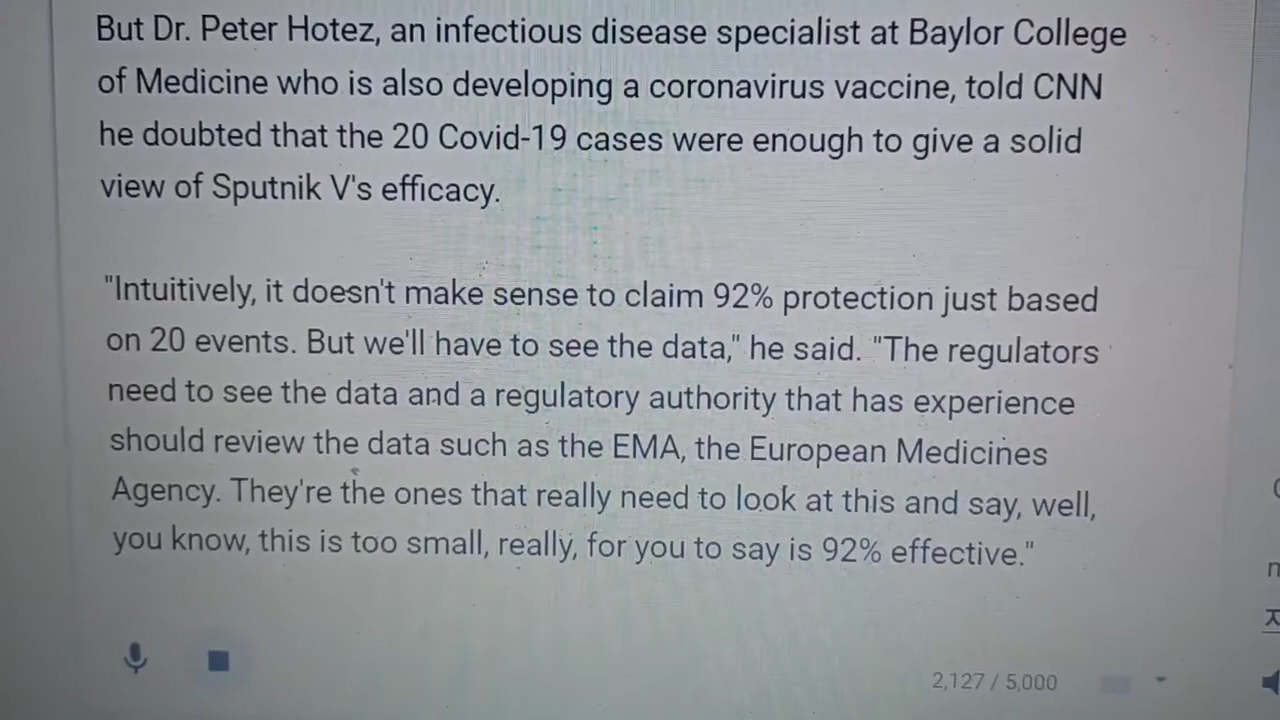 But Dr. Peter Hotez, an infectious disease specialist at Baylor College
of Medicine who is also developing a coronavirus vaccine, told CNN
he doubted that the 20 Covid-19 cases were enough to give a solid
view of Sputnik V's efficacy.
"Intuitively, it doesn't make sense to claim 92% protection just based
on 20 events. But we'll have to see the data," he said. "The regulators
need to see the data and a regulatory authority that has experience
should review the data such as the EMA, the European Medicines
Agency. They're the ones that really need to look at this and say, well,
you know, this is too small, really, for you to say is 92% effective."
2,127 / 5,000